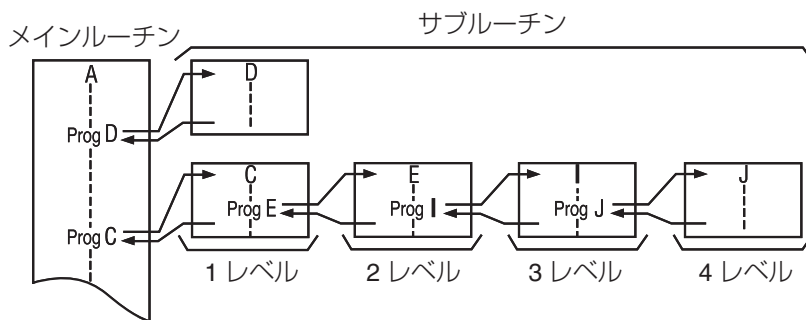 メインルーチン
サブルーチン
A
Prog D
Prog C
D
C
Prog E
E
Prog I
I
Prog J
J
1 レベル
2 レベル
3 レベル
4 レベル